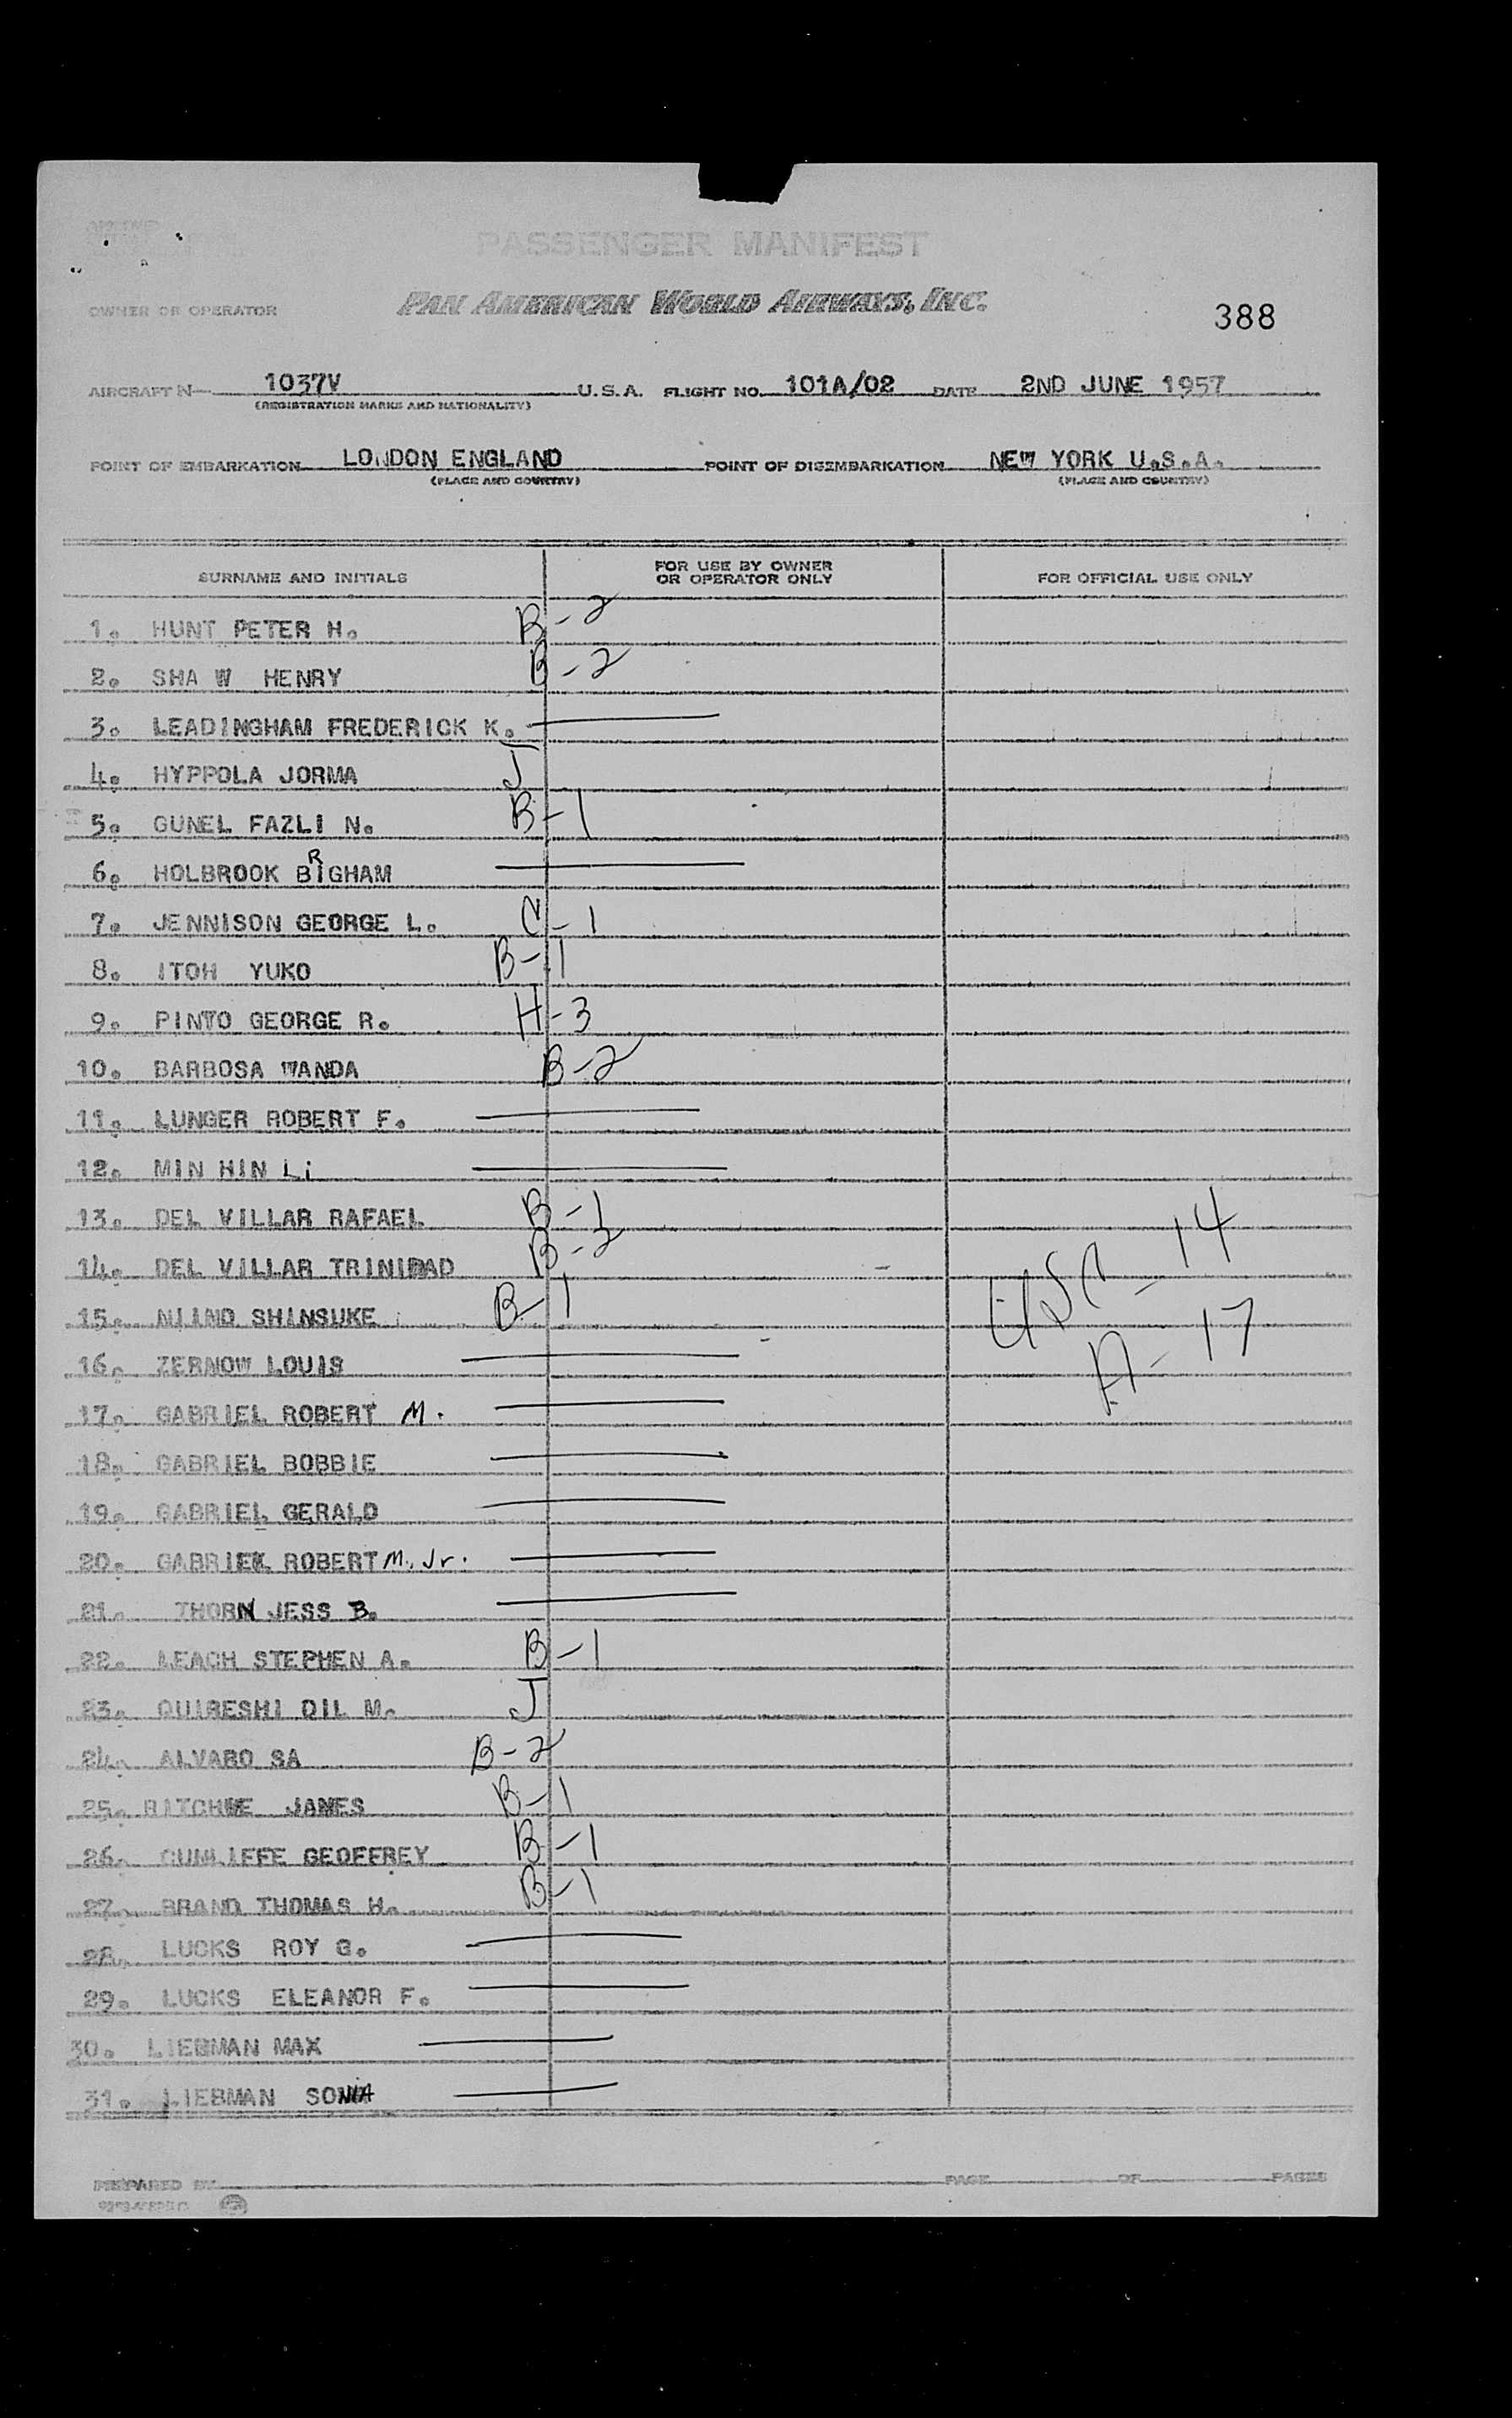 PASSENGER MANIFEST
OWNER OR OPERATOR PAN AMERICAN WORLD AIRWAYS, INC. 388
AIRCRAFT N— 1037V U.S.A. FLIGHT NO. 101A/02 DATE 2ND JUNE 1957
(REGISTRATION MARKS AND NATIONALITY)
POINT OF EMBARKATION LONDON ENGLAND POINT OF DISEMBARKATION NEW YORK U.S.A.
(PLACE AND COUNTRY) (PLACE AND COUNTRY)
SURNAME AND INITIALS FOR USE BY OWNER OR OPERATOR ONLY FOR OFFICIAL USE ONLY
1. HUNT PETER H. B-2
2. SHA W HENRY B-2
3. LEADINGHAM FREDERICK K. —
4. HYPPOLA JORMA J
5. GUNEL FAZLI N. B-1
6. HOLBROOK BRIGHAM —
7. JENNISON GEORGE L. C-1
8. ITOH YUKO B-1
9. PINTO GEORGE R. H-3
10. BARBOSA WANDA B-2
11. LUNGER ROBERT F. —
12. MIN HIN Li —
13. DEL VILLAR RAFAEL B-1
14. DEL VILLAR TRINIDAD B-2 USC-14
15. NIINO SHINSUKE B-1 A-17
16. ZERNOW LOUIS —
17. GABRIEL ROBERT M. —
18. GABRIEL BOBBIE —
19. GABRIEL GERALD —
20. GABRIEL ROBERT M., Jr. —
21. THORN JESS B. —
22. LEACH STEPHEN A. B-1
23. QUIRESHI DIL M. J
24. ALVARO SA B-2
25. RITCHIE JAMES B-1
26. CUNLIFFE GEOFFREY B-1
27. BRAND THOMAS H. B-1
28. LUCKS ROY G. —
29. LUCKS ELEANOR F. —
30. LIEBMAN MAX —
31. LIEBMAN SONIA —
PREPARED BY PAGE OF PAGES